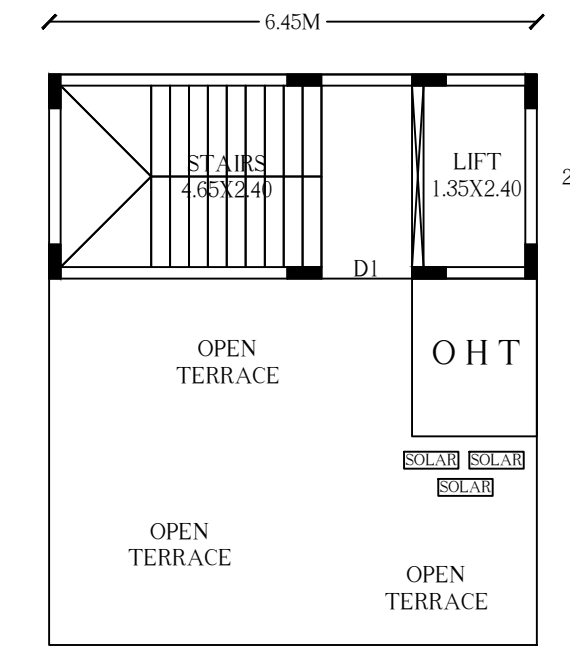 6.45M
STAIRS
4.65X2.40
LIFT
1.35X2.40
2
D1
OPEN
TERRACE
O H T
SOLAR SOLAR
SOLAR
OPEN
TERRACE
OPEN
TERRACE